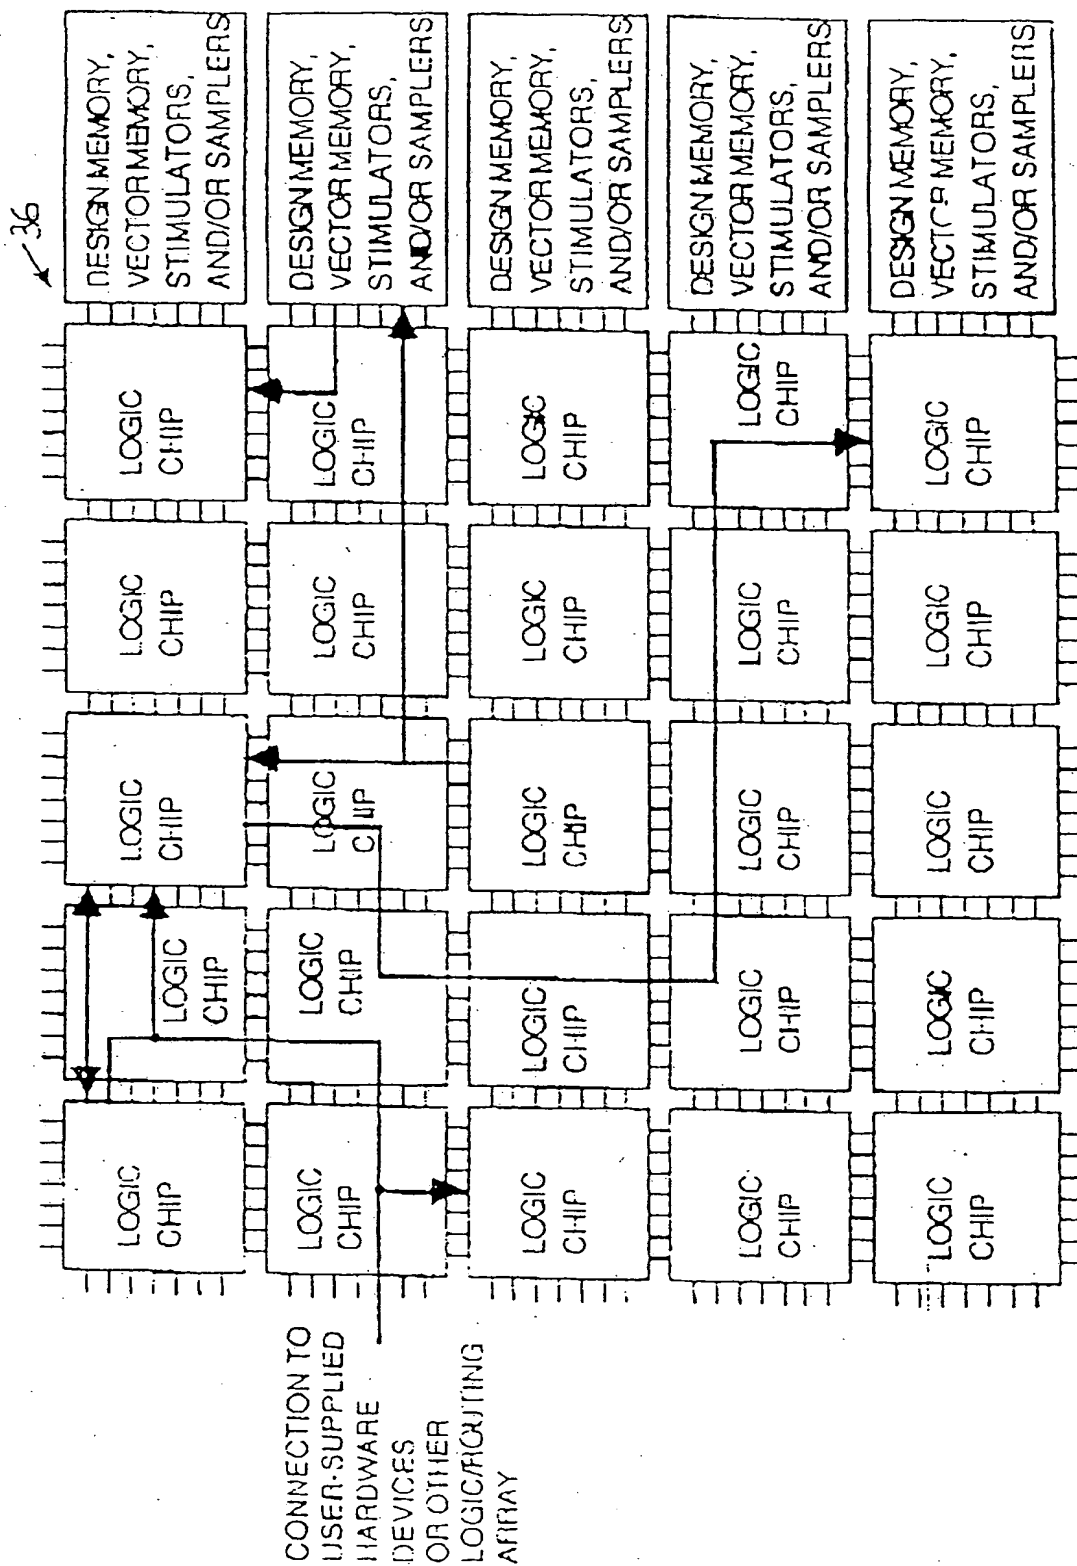 36
LOGIC
CHIP
LOGIC
CHIP
LOGIC
CHIP
LOGIC
CHIP
LOGIC
CHIP
DESIGN MEMORY,
VECTOR MEMORY,
STIMULATORS,
AND/OR SAMPLERS
CONNECTION TO
USER-SUPPLIED
HARDWARE
DEVICES
OR OTHER
LOGIC/ROUTING
ARRAY
LOGIC
CHIP
LOGIC
CHIP
LOGIC
CHIP
LOGIC
CHIP
LOGIC
CHIP
DESIGN MEMORY,
VECTOR MEMORY,
STIMULATORS,
AND/OR SAMPLERS
LOGIC
CHIP
LOGIC
CHIP
LOGIC
CHIP
LOGIC
CHIP
LOGIC
CHIP
DESIGN MEMORY,
VECTOR MEMORY,
STIMULATORS,
AND/OR SAMPLERS
LOGIC
CHIP
LOGIC
CHIP
LOGIC
CHIP
LOGIC
CHIP
LOGIC
CHIP
DESIGN MEMORY,
VECTOR MEMORY,
STIMULATORS,
AND/OR SAMPLERS
LOGIC
CHIP
LOGIC
CHIP
LOGIC
CHIP
LOGIC
CHIP
LOGIC
CHIP
DESIGN MEMORY,
VECTOR MEMORY,
STIMULATORS,
AND/OR SAMPLERS